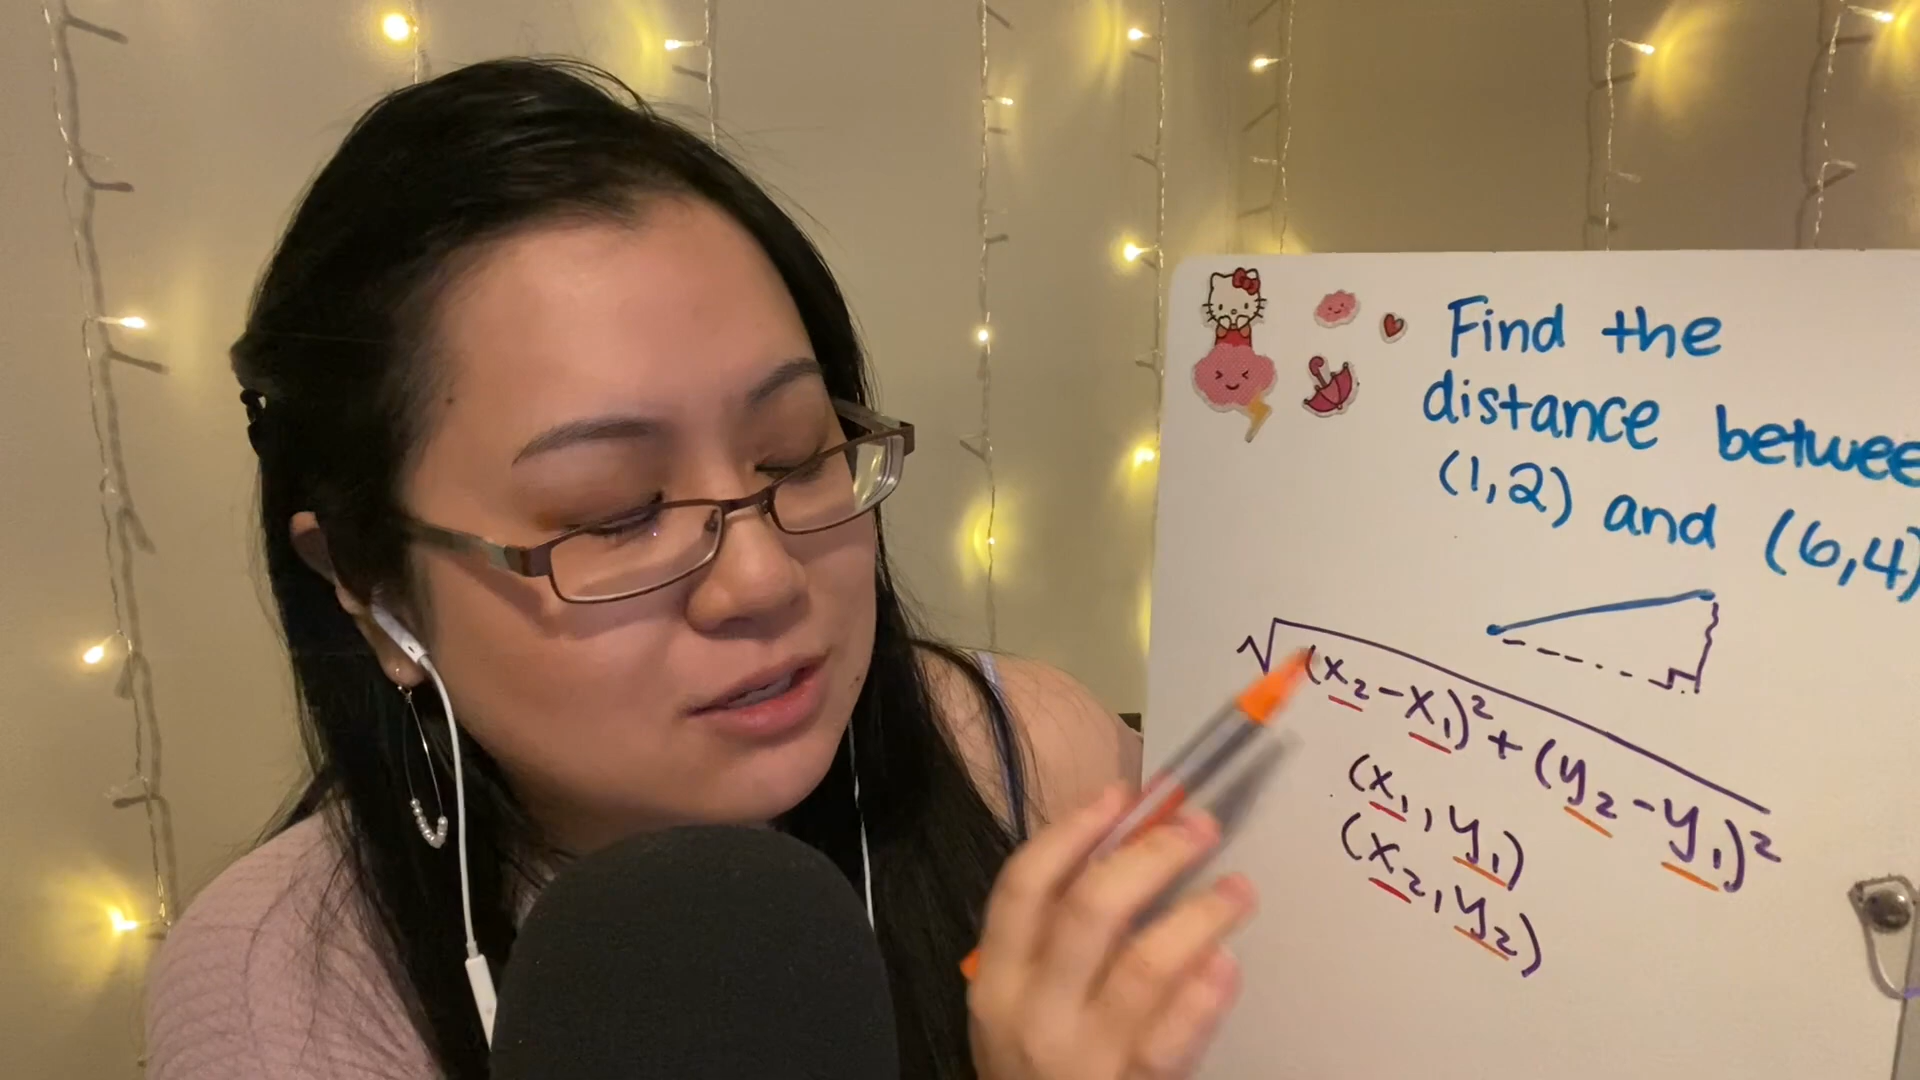 Find the
distance betwee
(1,2) and (6,4)
√(x₂-x₁)²+(y₂-y₁)²
(x₁,y₁)
(x₂,y₂)